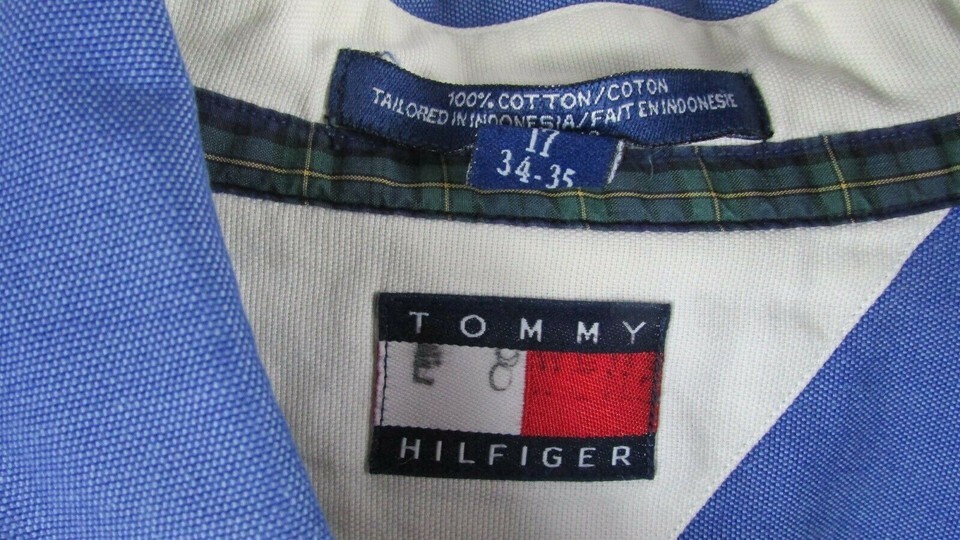 100% COTTON/COTON
TAILORED IN INDONESIA/FAIT EN INDONESIE
17
34-35
TOMMY
HILFIGER